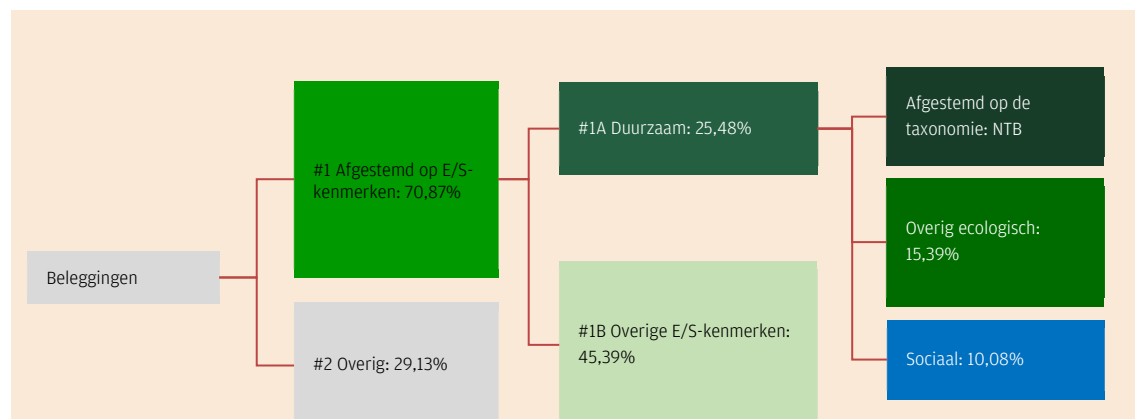 Beleggingen
#1 Afgestemd op E/S-
kenmerken: 70,87%
#2 Overig: 29,13%
#1A Duurzaam: 25,48%
#1B Overige E/S-kenmerken:
45,39%
Afgestemd op de
taxonomie: NTB
Overig ecologisch:
15,39%
Sociaal: 10,08%